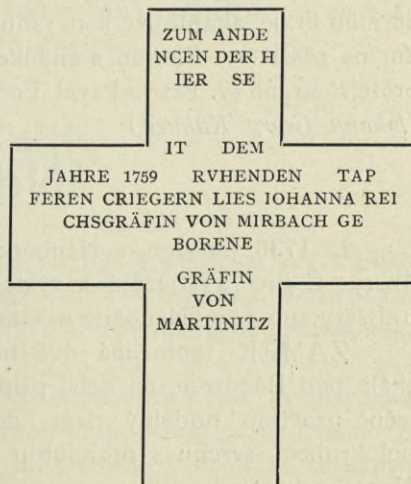 ZUM ANDE
NCEN DER H
IER SE
IT DEM
JAHRE 1759 RVHENDEN TAP
FEREN CRIEGERN LIES IOHANNA REI
CHSGRÄFIN VON MIRBACH GE
BORENE
GRÄFIN
VON
MARTINITZ